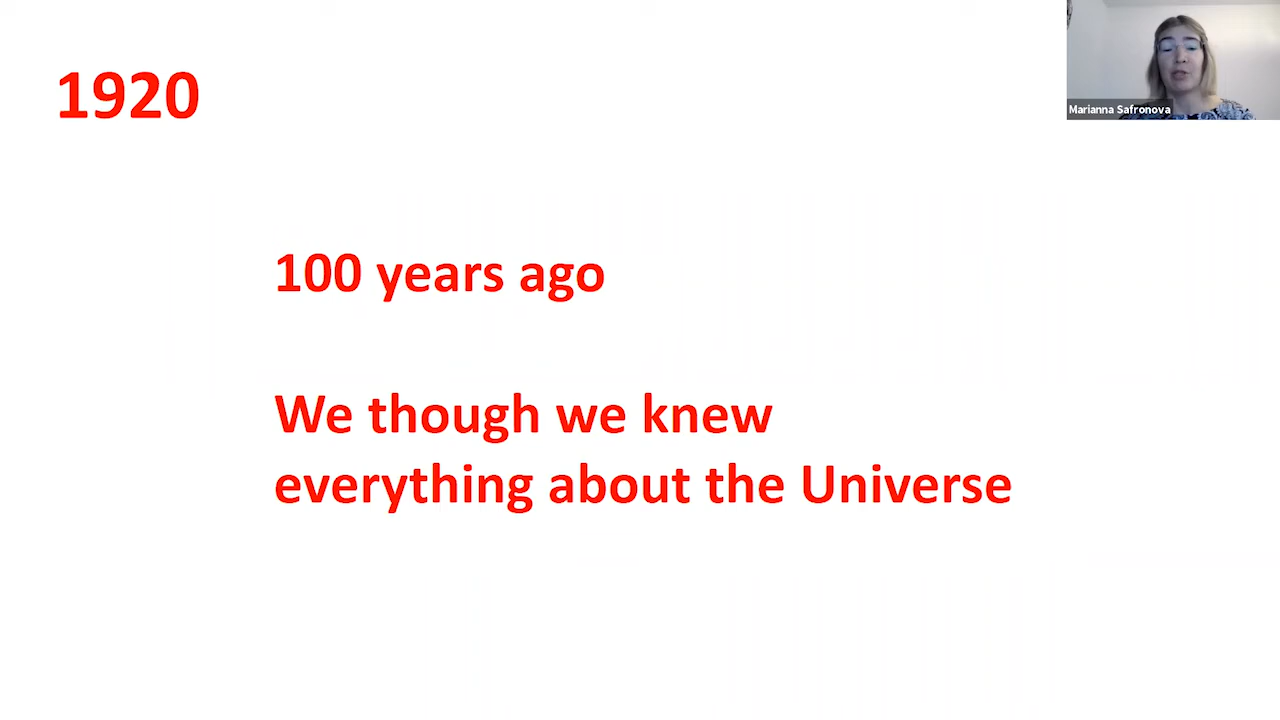 1920
Marianna Safronova
100 years ago
We though we knew
everything about the Universe